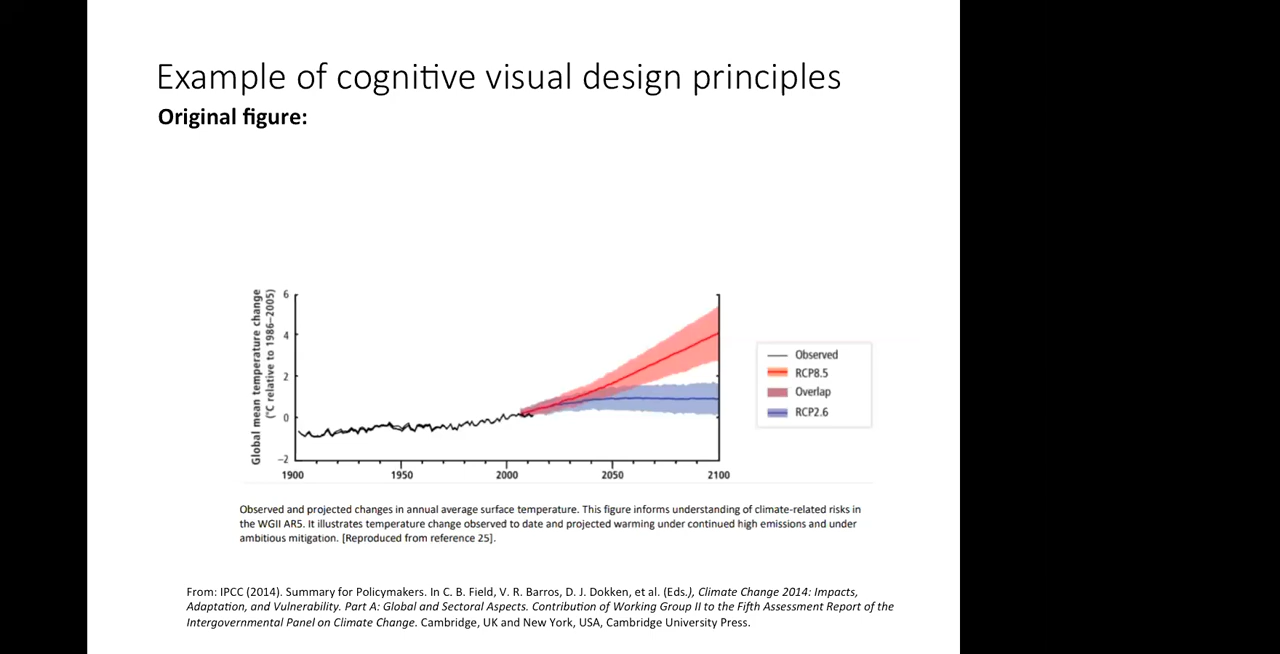 Example of cognitive visual design principles
Original figure:
Global mean temperature change
(°C relative to 1986–2005)
6
4
2
0
−2
1900
1950
2000
2050
2100
Observed
RCP8.5
Overlap
RCP2.6
Observed and projected changes in annual average surface temperature. This figure informs understanding of climate-related risks in
the WGII AR5. It illustrates temperature change observed to date and projected warming under continued high emissions and under
ambitious mitigation. [Reproduced from reference 25].
From: IPCC (2014). Summary for Policymakers. In C. B. Field, V. R. Barros, D. J. Dokken, et al. (Eds.), Climate Change 2014: Impacts,
Adaptation, and Vulnerability. Part A: Global and Sectoral Aspects. Contribution of Working Group II to the Fifth Assessment Report of the
Intergovernmental Panel on Climate Change. Cambridge, UK and New York, USA, Cambridge University Press.